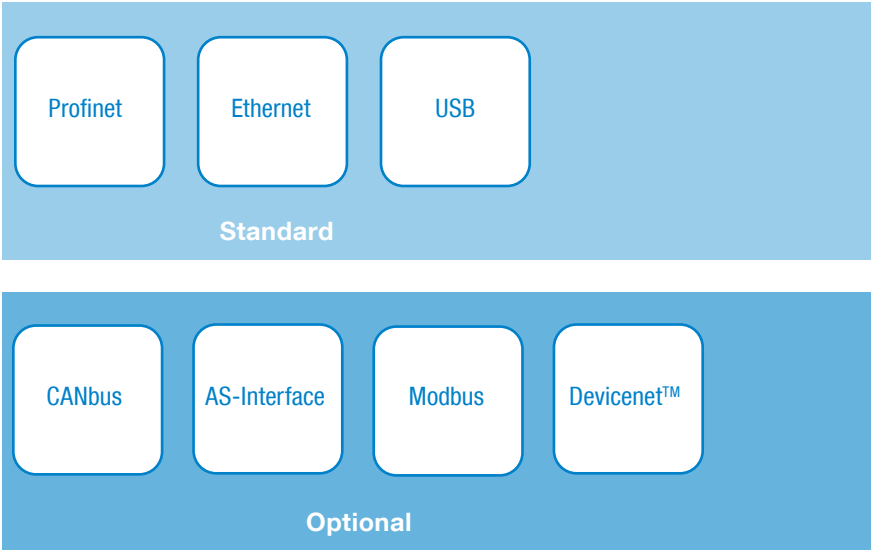 Profinet
Ethernet
USB
Standard
CANbus
AS-Interface
Modbus
Devicenet™
Optional